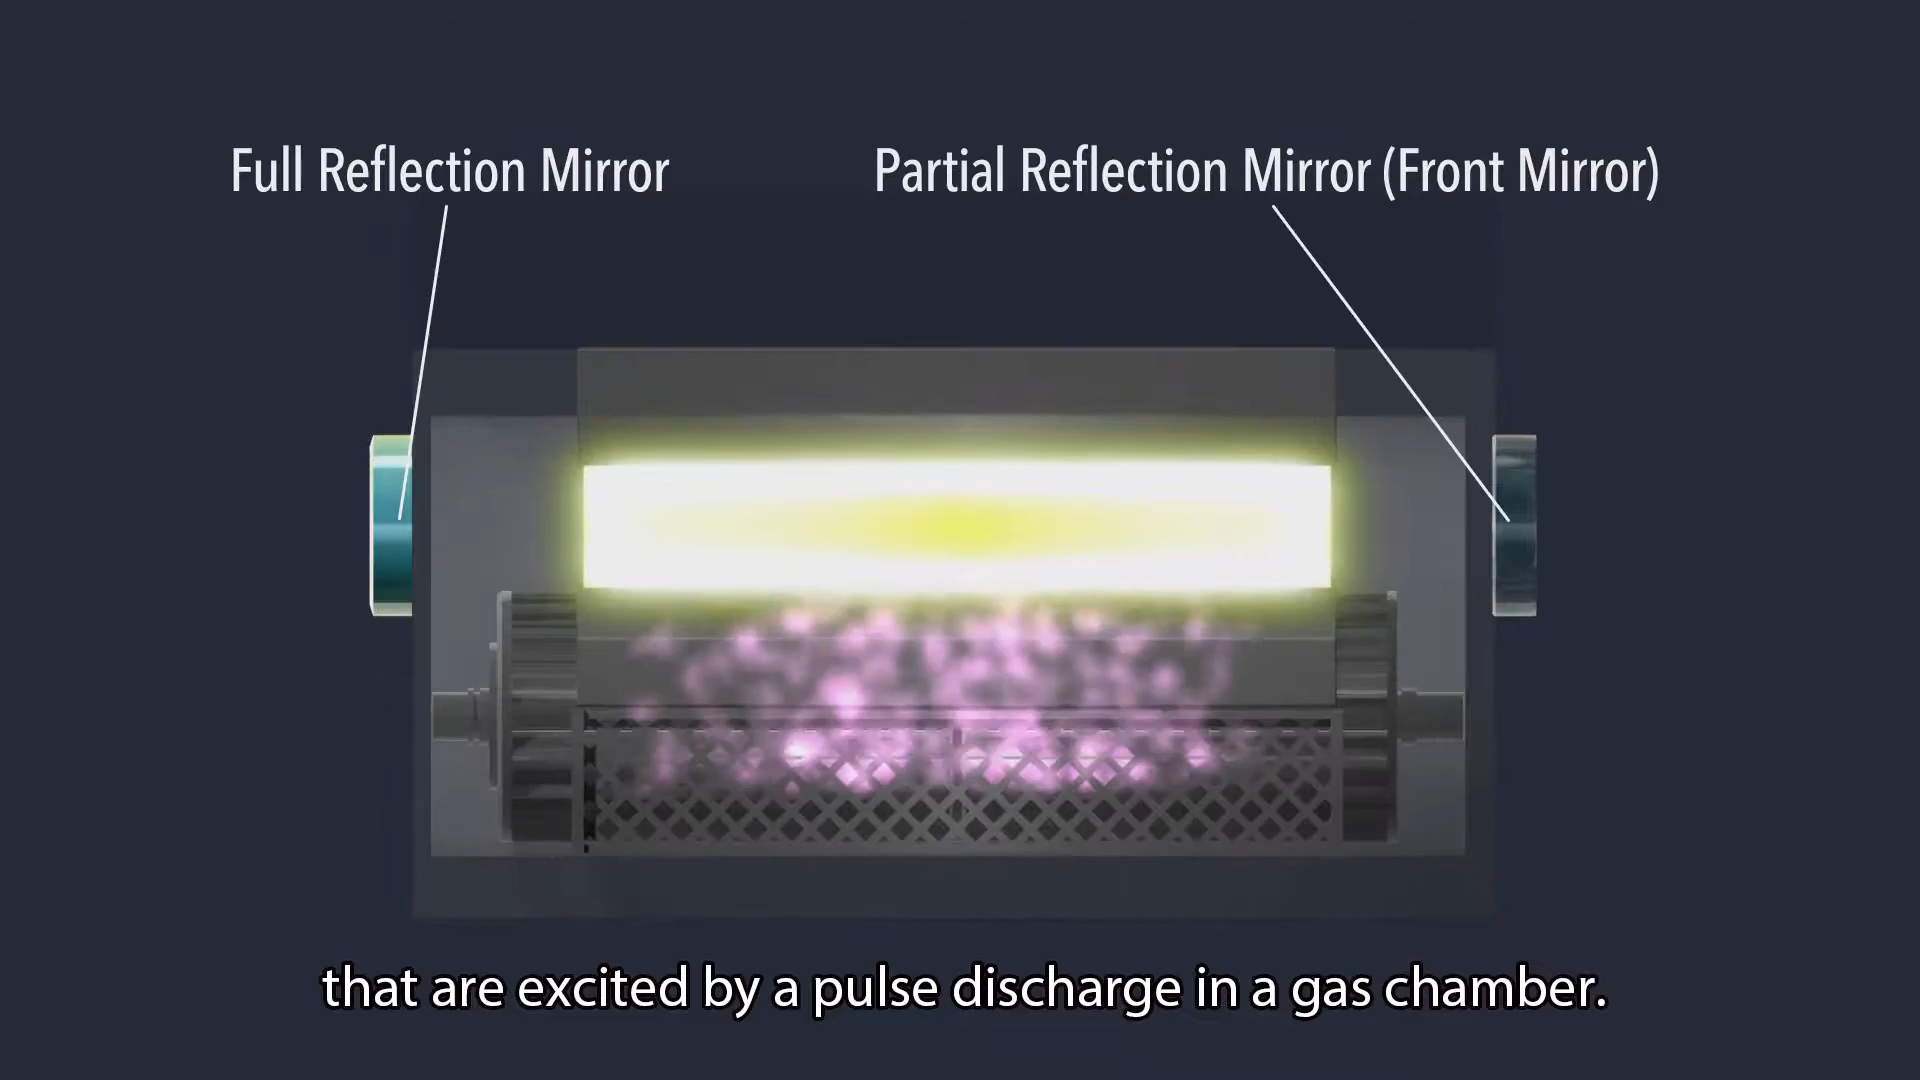 Full Reflection Mirror
Partial Reflection Mirror (Front Mirror)
that are excited by a pulse discharge in a gas chamber.